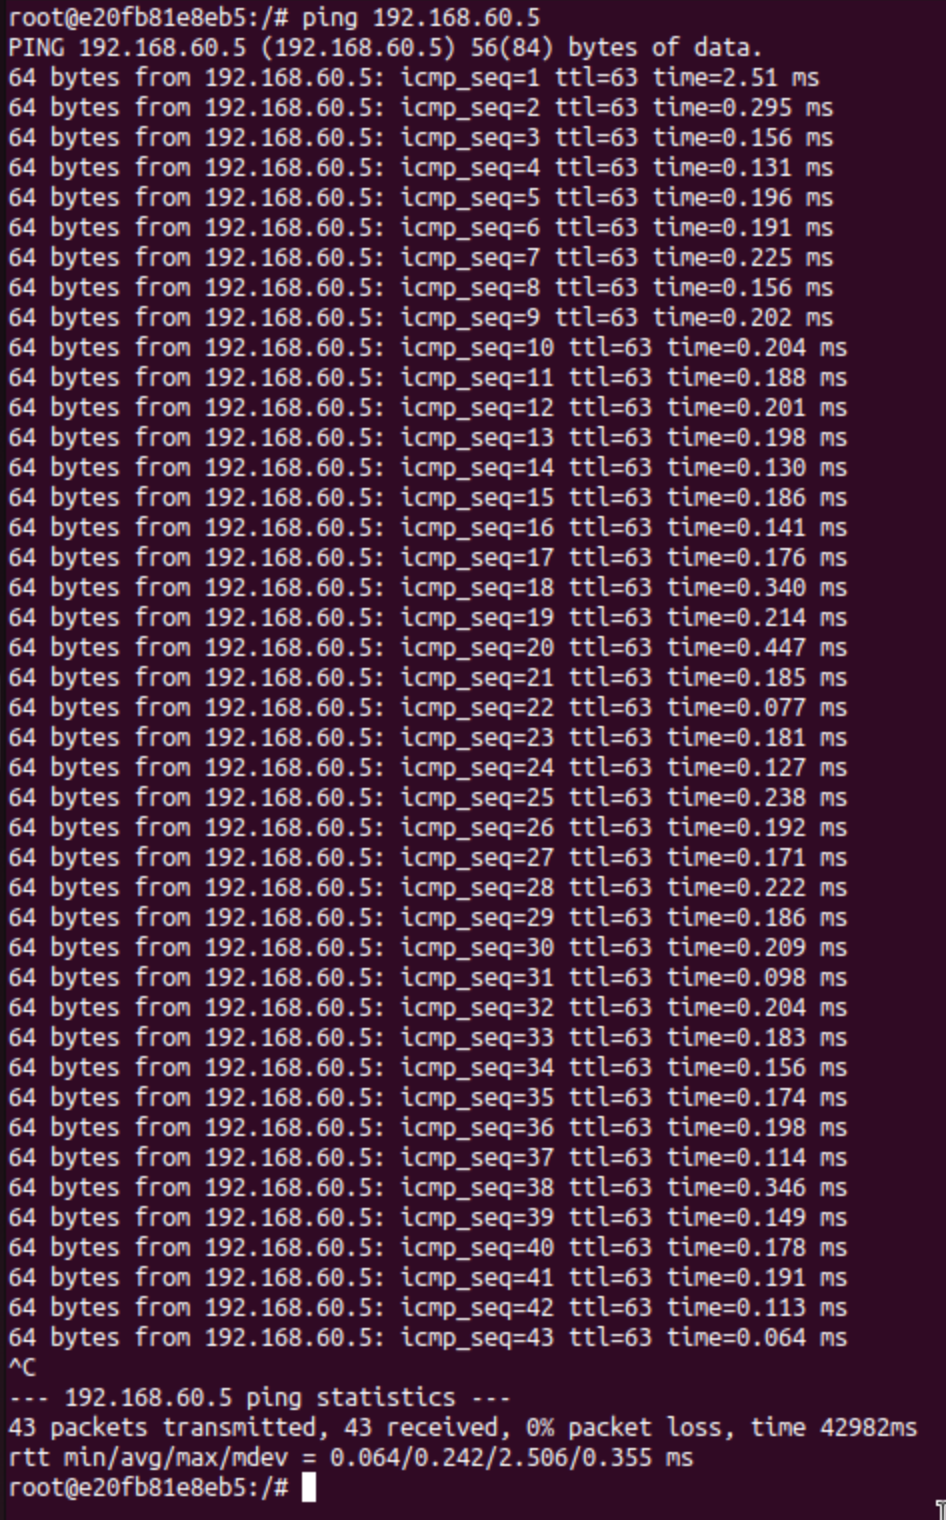 root@e20fb81e8eb5:/# ping 192.168.60.5
PING 192.168.60.5 (192.168.60.5) 56(84) bytes of data.
64 bytes from 192.168.60.5: icmp_seq=1 ttl=63 time=2.51 ms
64 bytes from 192.168.60.5: icmp_seq=2 ttl=63 time=0.295 ms
64 bytes from 192.168.60.5: icmp_seq=3 ttl=63 time=0.156 ms
64 bytes from 192.168.60.5: icmp_seq=4 ttl=63 time=0.131 ms
64 bytes from 192.168.60.5: icmp_seq=5 ttl=63 time=0.196 ms
64 bytes from 192.168.60.5: icmp_seq=6 ttl=63 time=0.191 ms
64 bytes from 192.168.60.5: icmp_seq=7 ttl=63 time=0.225 ms
64 bytes from 192.168.60.5: icmp_seq=8 ttl=63 time=0.156 ms
64 bytes from 192.168.60.5: icmp_seq=9 ttl=63 time=0.202 ms
64 bytes from 192.168.60.5: icmp_seq=10 ttl=63 time=0.204 ms
64 bytes from 192.168.60.5: icmp_seq=11 ttl=63 time=0.188 ms
64 bytes from 192.168.60.5: icmp_seq=12 ttl=63 time=0.201 ms
64 bytes from 192.168.60.5: icmp_seq=13 ttl=63 time=0.198 ms
64 bytes from 192.168.60.5: icmp_seq=14 ttl=63 time=0.130 ms
64 bytes from 192.168.60.5: icmp_seq=15 ttl=63 time=0.186 ms
64 bytes from 192.168.60.5: icmp_seq=16 ttl=63 time=0.141 ms
64 bytes from 192.168.60.5: icmp_seq=17 ttl=63 time=0.176 ms
64 bytes from 192.168.60.5: icmp_seq=18 ttl=63 time=0.340 ms
64 bytes from 192.168.60.5: icmp_seq=19 ttl=63 time=0.214 ms
64 bytes from 192.168.60.5: icmp_seq=20 ttl=63 time=0.447 ms
64 bytes from 192.168.60.5: icmp_seq=21 ttl=63 time=0.185 ms
64 bytes from 192.168.60.5: icmp_seq=22 ttl=63 time=0.077 ms
64 bytes from 192.168.60.5: icmp_seq=23 ttl=63 time=0.181 ms
64 bytes from 192.168.60.5: icmp_seq=24 ttl=63 time=0.127 ms
64 bytes from 192.168.60.5: icmp_seq=25 ttl=63 time=0.238 ms
64 bytes from 192.168.60.5: icmp_seq=26 ttl=63 time=0.192 ms
64 bytes from 192.168.60.5: icmp_seq=27 ttl=63 time=0.171 ms
64 bytes from 192.168.60.5: icmp_seq=28 ttl=63 time=0.222 ms
64 bytes from 192.168.60.5: icmp_seq=29 ttl=63 time=0.186 ms
64 bytes from 192.168.60.5: icmp_seq=30 ttl=63 time=0.209 ms
64 bytes from 192.168.60.5: icmp_seq=31 ttl=63 time=0.098 ms
64 bytes from 192.168.60.5: icmp_seq=32 ttl=63 time=0.204 ms
64 bytes from 192.168.60.5: icmp_seq=33 ttl=63 time=0.183 ms
64 bytes from 192.168.60.5: icmp_seq=34 ttl=63 time=0.156 ms
64 bytes from 192.168.60.5: icmp_seq=35 ttl=63 time=0.174 ms
64 bytes from 192.168.60.5: icmp_seq=36 ttl=63 time=0.198 ms
64 bytes from 192.168.60.5: icmp_seq=37 ttl=63 time=0.114 ms
64 bytes from 192.168.60.5: icmp_seq=38 ttl=63 time=0.346 ms
64 bytes from 192.168.60.5: icmp_seq=39 ttl=63 time=0.149 ms
64 bytes from 192.168.60.5: icmp_seq=40 ttl=63 time=0.178 ms
64 bytes from 192.168.60.5: icmp_seq=41 ttl=63 time=0.191 ms
64 bytes from 192.168.60.5: icmp_seq=42 ttl=63 time=0.113 ms
64 bytes from 192.168.60.5: icmp_seq=43 ttl=63 time=0.064 ms
^C
--- 192.168.60.5 ping statistics ---
43 packets transmitted, 43 received, 0% packet loss, time 42982ms
rtt min/avg/max/mdev = 0.064/0.242/2.506/0.355 ms
root@e20fb81e8eb5:/#